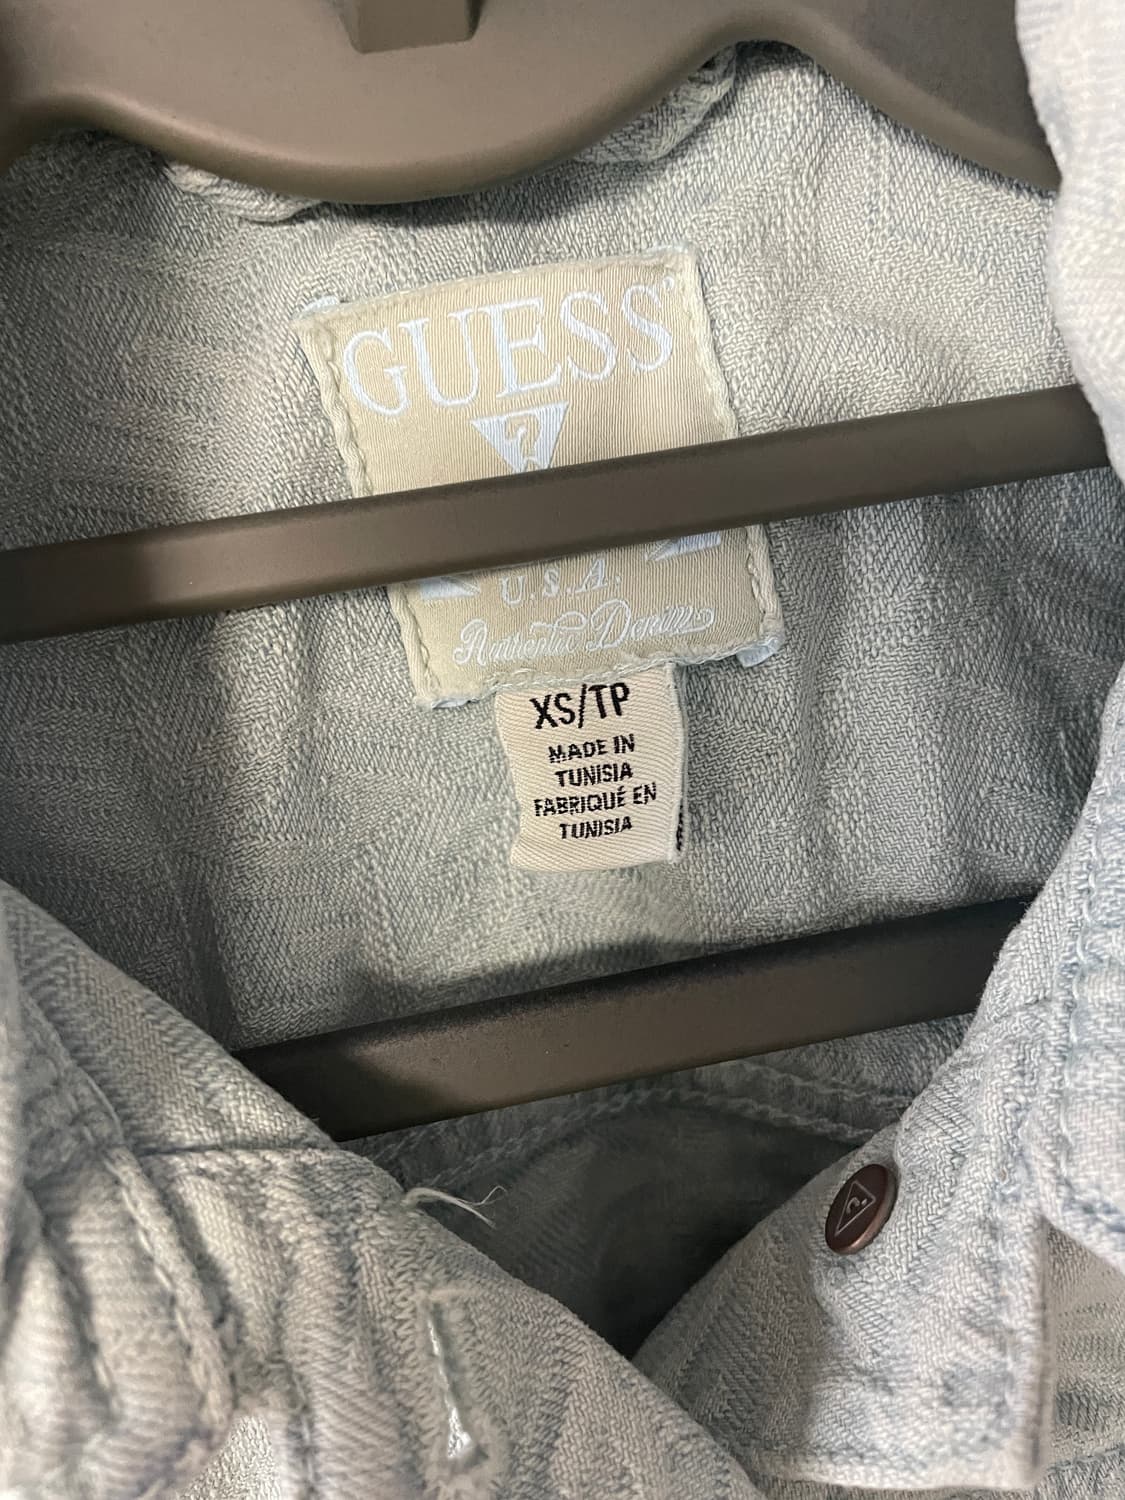 GUESS
?
U.S.A.
Authentic Denim
XS/TP
MADE IN
TUNISIA
FABRIQUÉ EN
TUNISIA
?